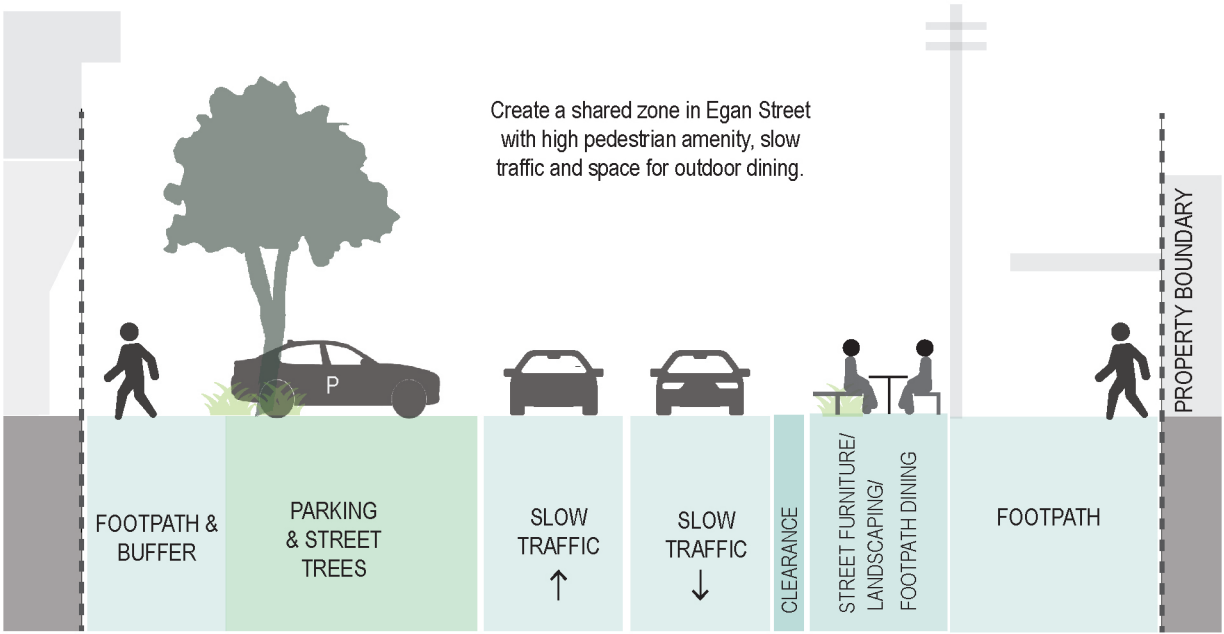 Create a shared zone in Egan Street
with high pedestrian amenity, slow
traffic and space for outdoor dining.
PROPERTY BOUNDARY
P
FOOTPATH &
BUFFER
PARKING
& STREET
TREES
SLOW
TRAFFIC
SLOW
TRAFFIC
CLEARANCE
STREET FURNITURE/
LANDSCAPING/
FOOTPATH DINING
FOOTPATH